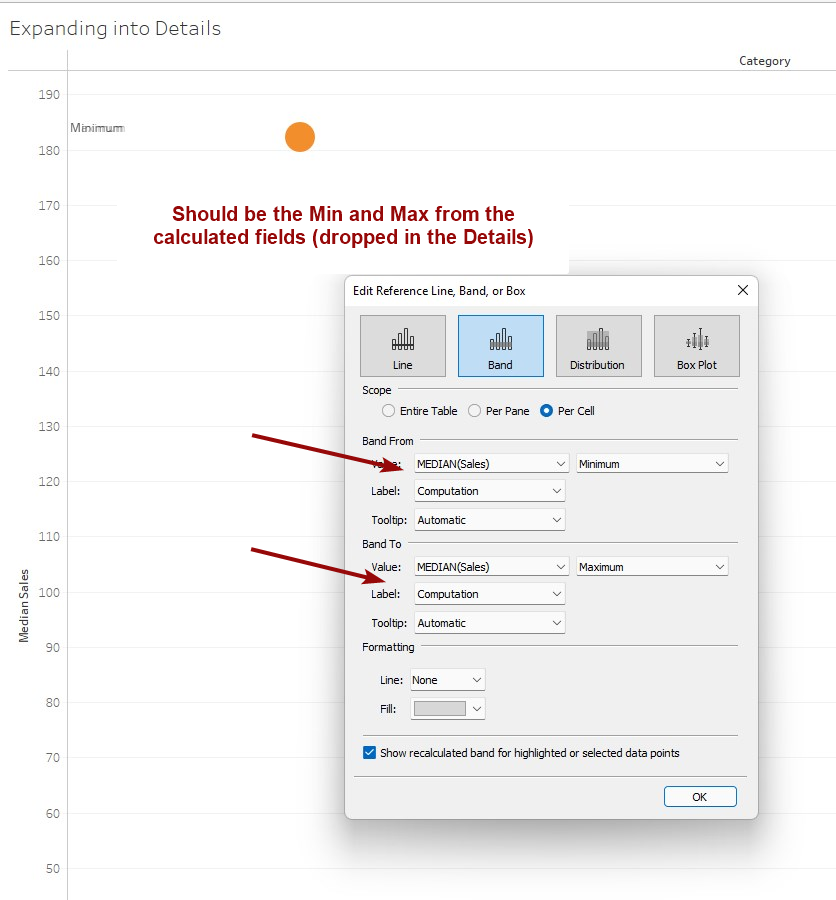 Expanding into Details
Category
190
Minimum
180
170
Should be the Min and Max from the
calculated fields (dropped in the Details)
160
150
140
130
120
110
100
90
80
70
60
50
Median Sales
Edit Reference Line, Band, or Box
Line Band Distribution Box Plot
Scope
Entire Table Per Pane Per Cell
Band From
Value: MEDIAN(Sales) Minimum
Label: Computation
Tooltip: Automatic
Band To
Value: MEDIAN(Sales) Maximum
Label: Computation
Tooltip: Automatic
Formatting
Line: None
Fill:
Show recalculated band for highlighted or selected data points
OK